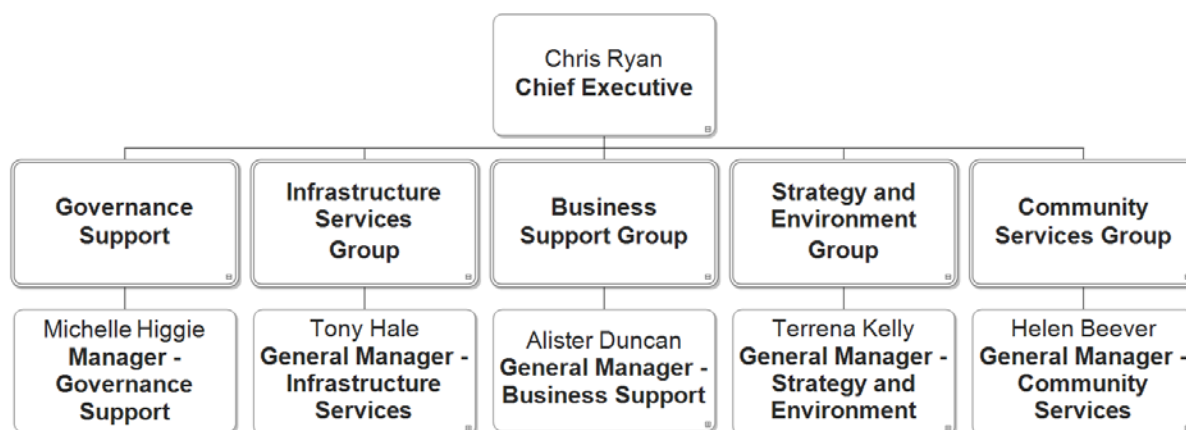 Chris Ryan
Chief Executive
Governance
Support
Infrastructure
Services
Group
Business
Support Group
Strategy and
Environment
Group
Community
Services Group
Michelle Higgie
Manager -
Governance
Support
Tony Hale
General Manager -
Infrastructure
Services
Alister Duncan
General Manager -
Business Support
Terrena Kelly
General Manager -
Strategy and
Environment
Helen Beever
General Manager -
Community
Services